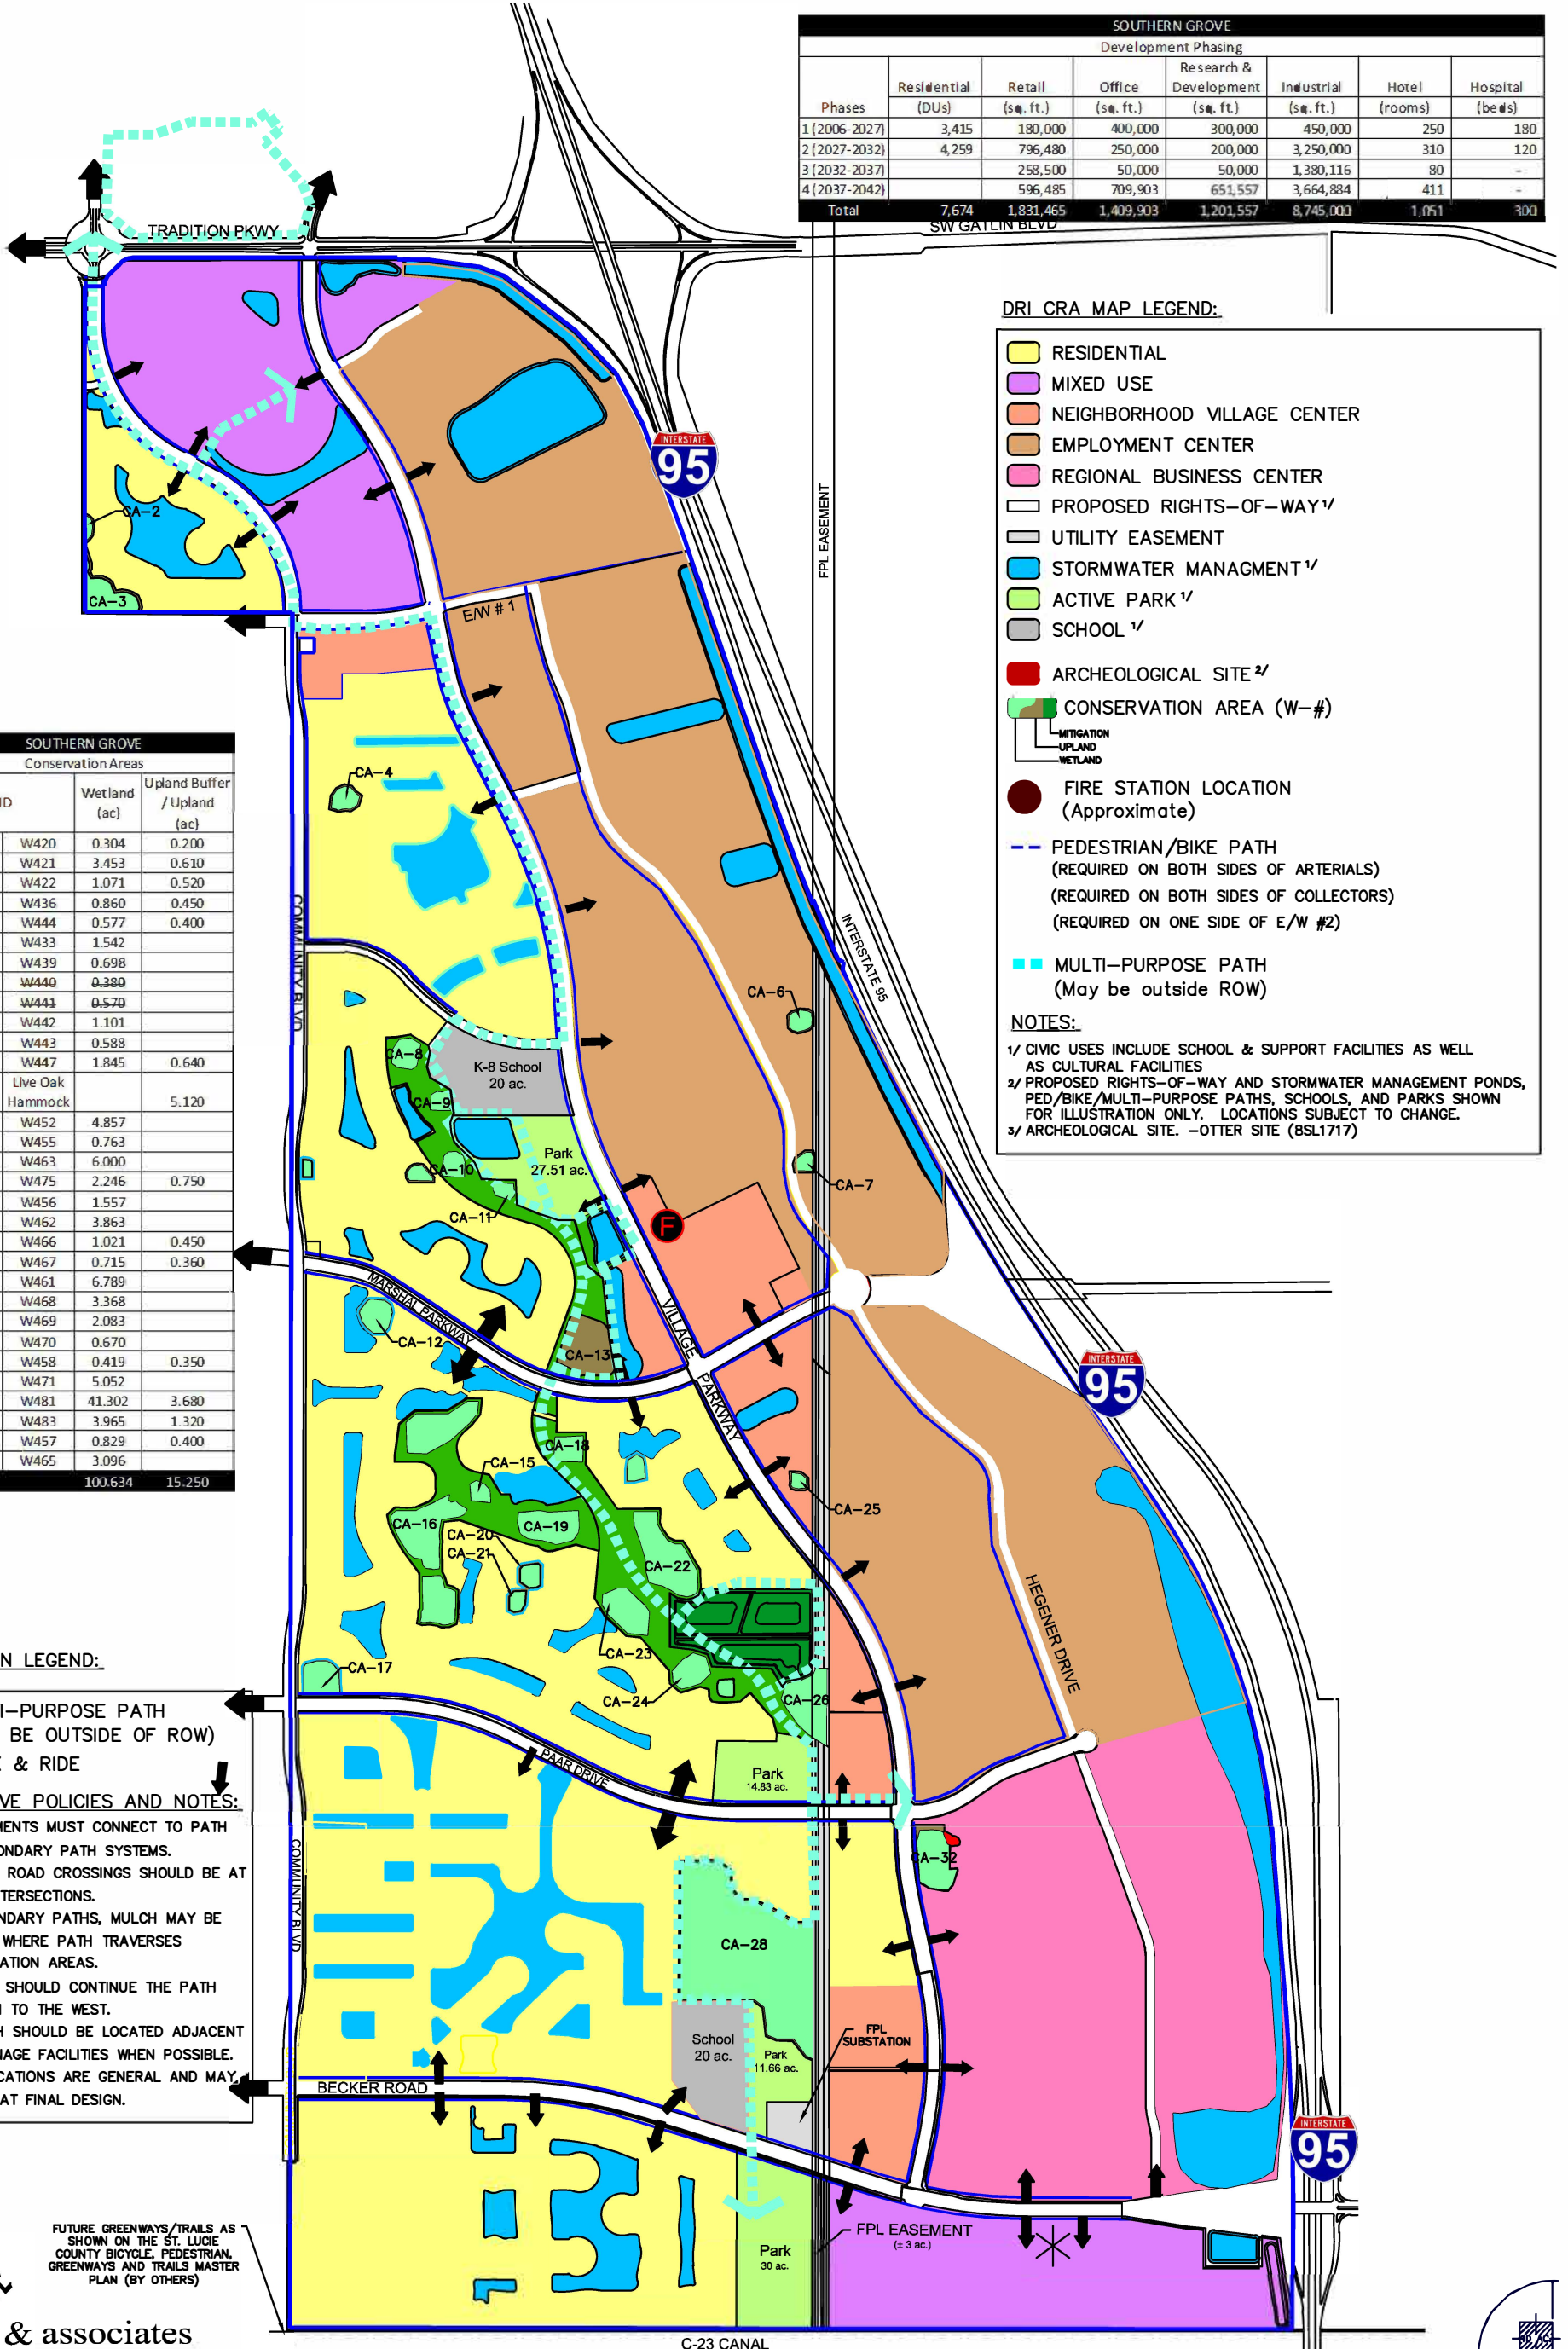 SOUTHERN GROVE
Development Phasing
Phases Residential (DUs) Retail (sq. ft.) Office (sq. ft.) Research & Development (sq. ft.) Industrial (sq. ft.) Hotel (rooms) Hospital (beds)
1 (2006-2027) 3,415 180,000 400,000 300,000 450,000 250 180
2 (2027-2032) 4,259 796,480 250,000 200,000 3,250,000 310 120
3 (2032-2037) 258,500 50,000 50,000 1,380,116 80 -
4 (2037-2042) 596,485 709,903 651,557 3,664,884 411 -
Total 7,674 1,831,465 1,409,903 1,201,557 8,745,000 1,051 300
TRADITION PKWY
SW GATLIN BLVD
DRI CRA MAP LEGEND:
RESIDENTIAL
MIXED USE
NEIGHBORHOOD VILLAGE CENTER
EMPLOYMENT CENTER
REGIONAL BUSINESS CENTER
PROPOSED RIGHTS-OF-WAY 1/
UTILITY EASEMENT
STORMWATER MANAGMENT 1/
ACTIVE PARK 1/
SCHOOL 1/
ARCHEOLOGICAL SITE 2/
CONSERVATION AREA (W-#)
MITIGATION
UPLAND
WETLAND
FIRE STATION LOCATION
(Approximate)
PEDESTRIAN/BIKE PATH
(REQUIRED ON BOTH SIDES OF ARTERIALS)
(REQUIRED ON BOTH SIDES OF COLLECTORS)
(REQUIRED ON ONE SIDE OF E/W #2)
MULTI-PURPOSE PATH
(May be outside ROW)
NOTES:
1/ CIVIC USES INCLUDE SCHOOL & SUPPORT FACILITIES AS WELL
AS CULTURAL FACILITIES
2/ PROPOSED RIGHTS-OF-WAY AND STORMWATER MANAGEMENT PONDS,
PED/BIKE/MULTI-PURPOSE PATHS, SCHOOLS, AND PARKS SHOWN
FOR ILLUSTRATION ONLY. LOCATIONS SUBJECT TO CHANGE.
3/ ARCHEOLOGICAL SITE. -OTTER SITE (8SL1717)
INTERSTATE
95
FPL EASEMENT
CA-2
CA-3
E/W # 1
CA-4
SOUTHERN GROVE
Conservation Areas
ID Wetland (ac) Upland Buffer / Upland (ac)
W420 0.304 0.200
W421 3.453 0.610
W422 1.071 0.520
W436 0.860 0.450
W444 0.577 0.400
W433 1.542
W439 0.698
W440 0.380
W441 0.570
W442 1.101
W443 0.588
W447 1.845 0.640
Live Oak
Hammock 5.120
W452 4.857
W455 0.763
W463 6.000
W475 2.246 0.750
W456 1.557
W462 3.863
W466 1.021 0.450
W467 0.715 0.360
W461 6.789
W468 3.368
W469 2.083
W470 0.670
W458 0.419 0.350
W471 5.052
W481 41.302 3.680
W483 3.965 1.320
W457 0.829 0.400
W465 3.096
100.634 15.250
COMMUNITY BLVD
INTERSTATE 95
CA-6
CA-8
K-8 School
20 ac.
CA-9
CA-10
Park
27.51 ac.
CA-7
CA-11
F
MARSHAL PARKWAY
VILLAGE PARKWAY
CA-12
CA-13
INTERSTATE
95
CA-18
CA-15
CA-16
CA-19
CA-20
CA-21
CA-22
CA-25
HEGENER DRIVE
CA-23
CA-17
CA-24
CA-26
N LEGEND:
I-PURPOSE PATH
BE OUTSIDE OF ROW)
& RIDE
VE POLICIES AND NOTES:
MENTS MUST CONNECT TO PATH
ONDARY PATH SYSTEMS.
ROAD CROSSINGS SHOULD BE AT
TERSECTIONS.
NDARY PATHS, MULCH MAY BE
WHERE PATH TRAVERSES
ATION AREAS.
SHOULD CONTINUE THE PATH
TO THE WEST.
H SHOULD BE LOCATED ADJACENT
NAGE FACILITIES WHEN POSSIBLE.
CATIONS ARE GENERAL AND MAY
AT FINAL DESIGN.
PAAR DRIVE
Park
14.83 ac.
CA-32
COMMUNITY BLVD
CA-28
School
20 ac.
Park
11.66 ac.
FPL
SUBSTATION
BECKER ROAD
INTERSTATE
95
FPL EASEMENT
(± 3 ac.)
Park
30 ac.
FUTURE GREENWAYS/TRAILS AS
SHOWN ON THE ST. LUCIE
COUNTY BICYCLE, PEDESTRIAN,
GREENWAYS AND TRAILS MASTER
PLAN (BY OTHERS)
& associates
C-23 CANAL